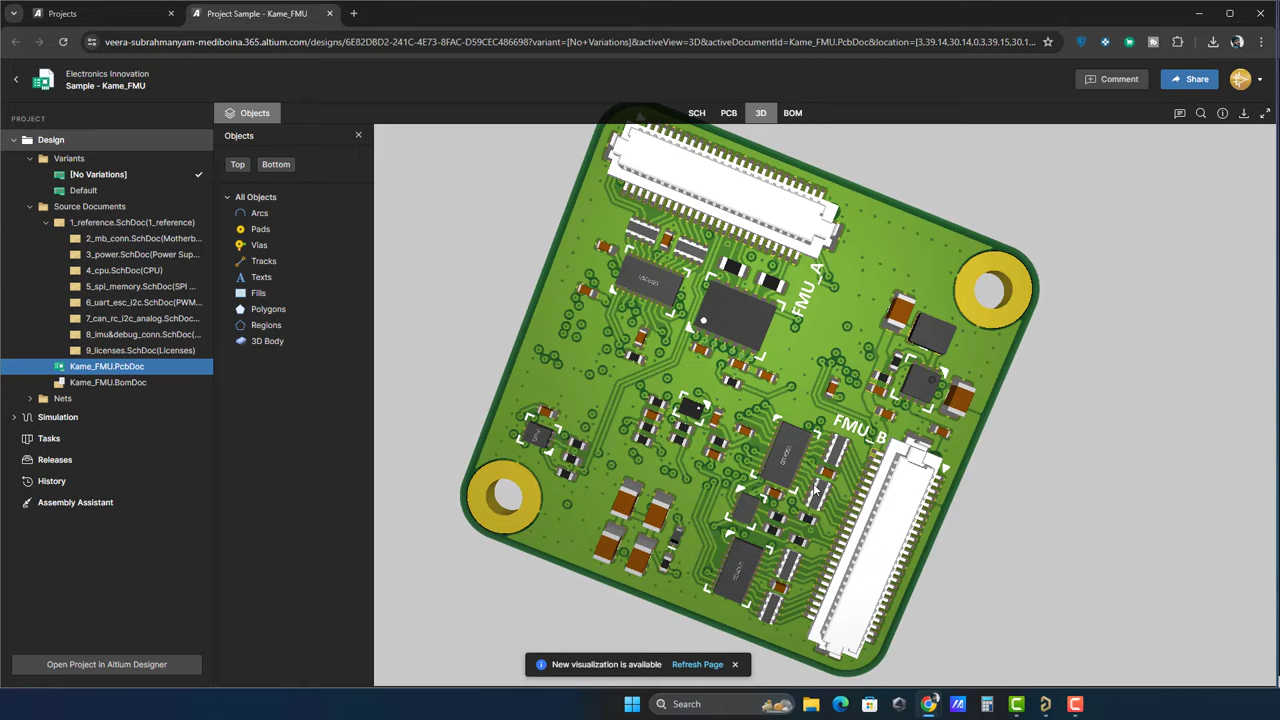 Projects
Project Sample - Kame_FMU
veera-subrahmanyam-mediboina.365.altium.com/designs/6E82DBD2-241C-4E73-8FAC-D59CEC486698?variant=[No+Variations]&activeView=3D&activeDocumentId=Kame_FMU.PcbDoc&location=[3,39.14,30.14,0.3,39.15,30.1...
Electronics Innovation
Sample - Kame_FMU
Comment
Share
PROJECT
Objects
SCH
PCB
3D
BOM
Design
Variants
[No Variations]
Default
Source Documents
1_reference.SchDoc(1_reference)
2_mb_conn.SchDoc(Motherb...
3_power.SchDoc(Power Sup...
4_cpu.SchDoc(CPU)
5_spi_memory.SchDoc(SPI ...
6_uart_esc_i2c.SchDoc(PWM...
7_can_rc_i2c_analog.SchDoc...
8_imu&debug_conn.SchDoc(...
9_licenses.SchDoc(Licenses)
Kame_FMU.PcbDoc
Kame_FMU.BomDoc
Nets
Simulation
Tasks
Releases
History
Assembly Assistant
Open Project in Altium Designer
Objects
Top
Bottom
All Objects
Arcs
Pads
Vias
Tracks
Texts
Fills
Polygons
Regions
3D Body
FMU_A
FMU_B
New visualization is available
Refresh Page
Search